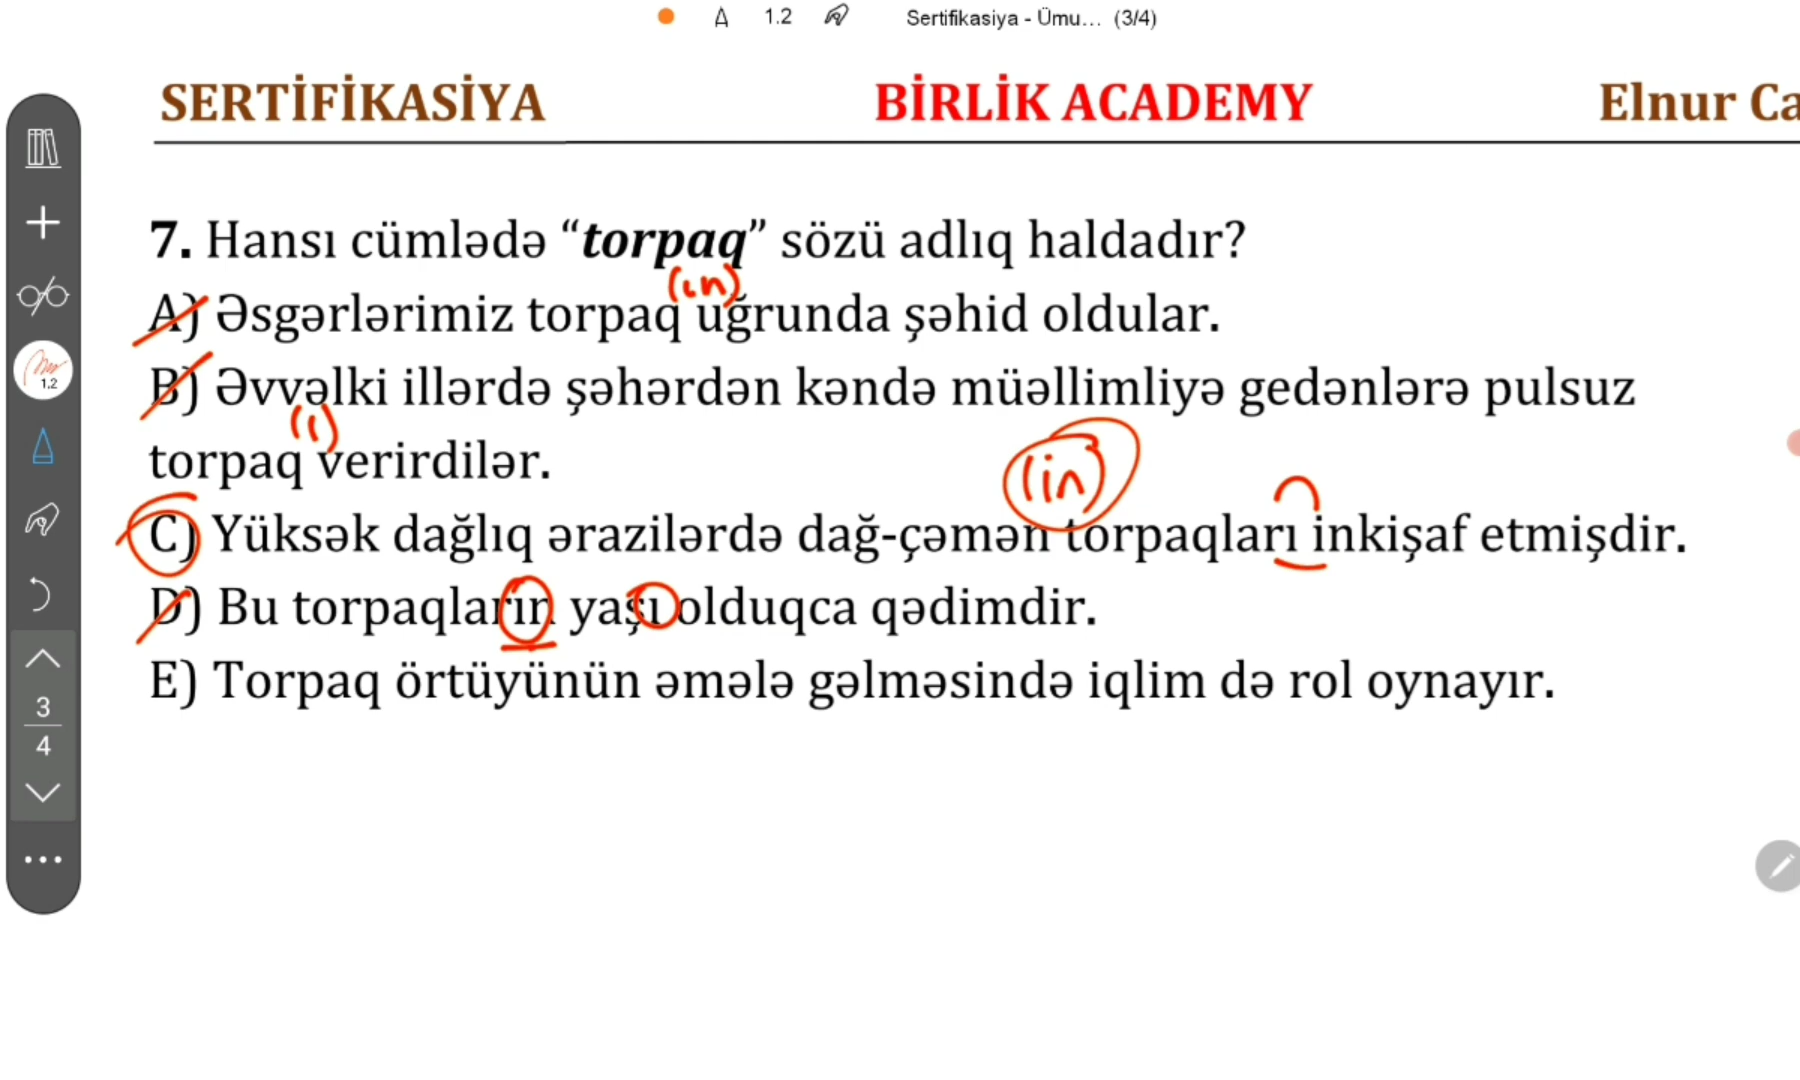 1.2 Sertifikasiya - Ümu... (3/4)
SERTİFİKASİYA BİRLİK ACADEMY Elnur Ca
7. Hansı cümlədə “torpaq” sözü adlıq haldadır?
(ın)
A) Əsgərlərimiz torpaq uğrunda şəhid oldular.
B) Əvvəlki illərdə şəhərdən kəndə müəllimliyə gedənlərə pulsuz
(ı)
torpaq verirdilər.
(in)
C) Yüksək dağlıq ərazilərdə dağ-çəmən torpaqları inkişaf etmişdir.
D) Bu torpaqların yaşı olduqca qədimdir.
E) Torpaq örtüyünün əmələ gəlməsində iqlim də rol oynayır.
1.2
3
4